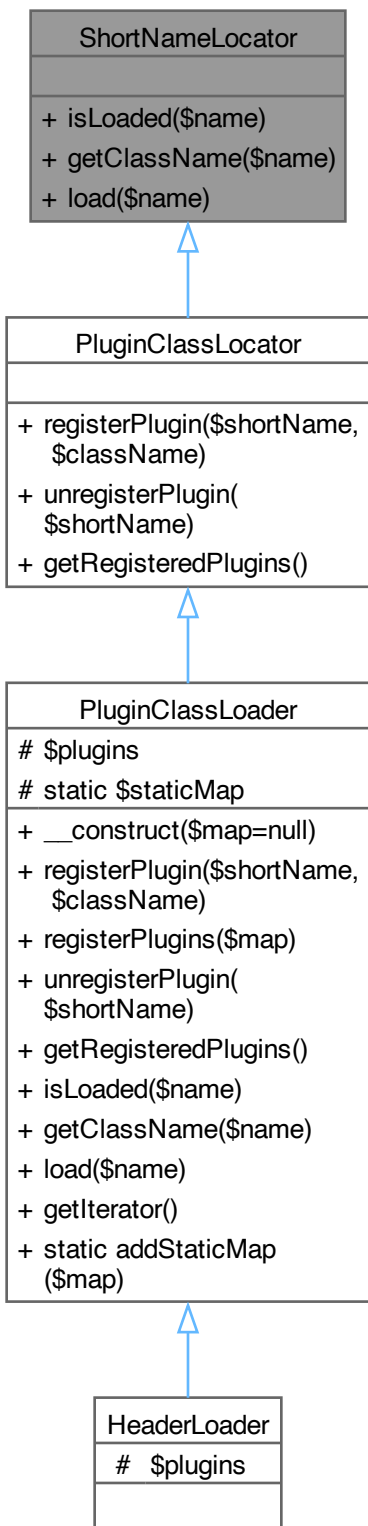 ShortNameLocator
+ isLoaded($name)
+ getClassName($name)
+ load($name)
PluginClassLocator
+ registerPlugin($shortName,
$className)
+ unregisterPlugin(
$shortName)
+ getRegisteredPlugins()
PluginClassLoader
# $plugins
# static $staticMap
+ __construct($map=null)
+ registerPlugin($shortName,
$className)
+ registerPlugins($map)
+ unregisterPlugin(
$shortName)
+ getRegisteredPlugins()
+ isLoaded($name)
+ getClassName($name)
+ load($name)
+ getIterator()
+ static addStaticMap
($map)
HeaderLoader
# $plugins